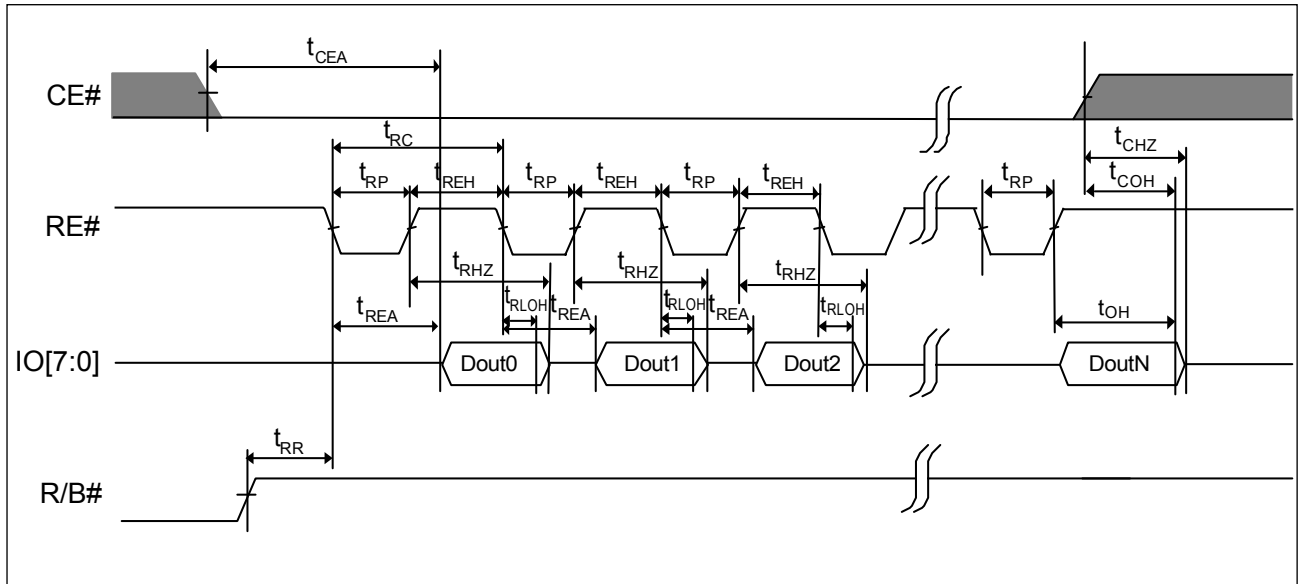 tCEA
CE#
tRC
tCHZ
tRP tREH tRP tREH tRP tREH tRP tCOH
RE#
tRHZ tRHZ tRHZ
tREA tRLOH tREA tRLOH tREA tRLOH tOH
IO[7:0] Dout0 Dout1 Dout2 DoutN
tRR
R/B#